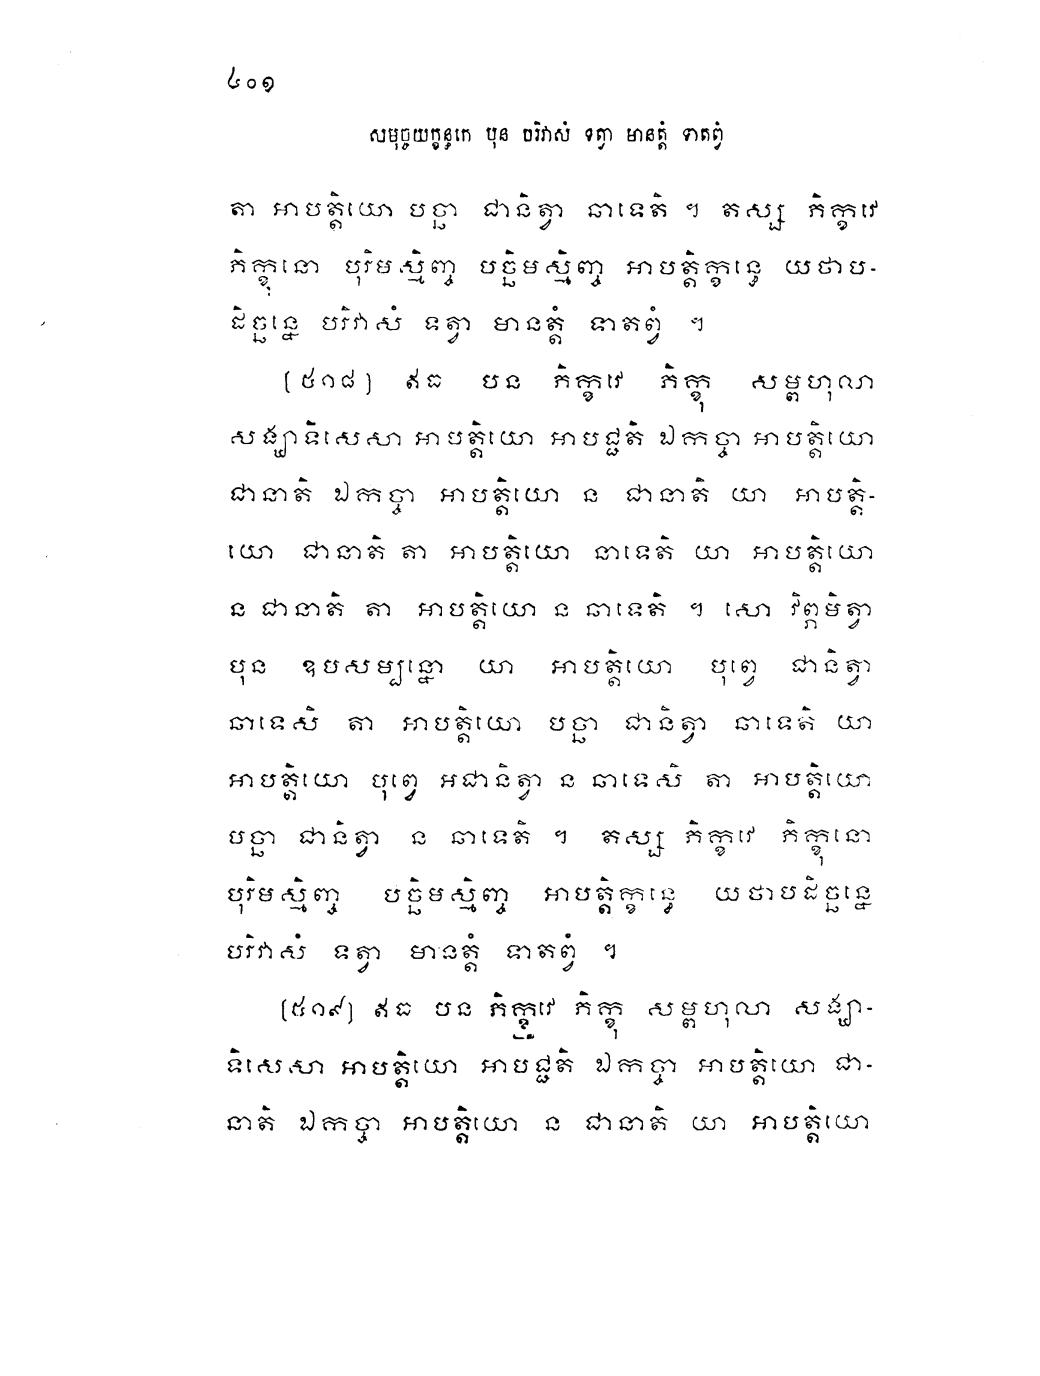 ៤០១
សមុច្ចយក្ខន្ធកេ បុន បរិវាសំ ទត្វា មានត្តំ ទាតព្វំ
តា អាបត្តិយោ បច្ឆា ជានិត្វា ឆាទេតិ ។ តស្ស ភិក្ខវេ
ភិក្ខុនោ បុរិមស្មិញ្ច បច្ឆិមស្មិញ្ច អាបត្តិក្ខន្ធេ យថាប-
ដិច្ឆន្នេ បរិវាសំ ទត្វា មានត្តំ ទាតព្វំ ។
(៥១៨) ឥធ បន ភិក្ខវេ ភិក្ខុ សម្ពហុលា
សង្ឃាទិសេសា អាបត្តិយោ អាបជ្ជតិ ឯកច្ចា អាបត្តិយោ
ជានាតិ ឯកច្ចា អាបត្តិយោ ន ជានាតិ យា អាបត្តិ-
យោ ជានាតិ តា អាបត្តិយោ ឆាទេតិ យា អាបត្តិយោ
ន ជានាតិ តា អាបត្តិយោ ន ឆាទេតិ ។ សោ វិព្ភមិត្វា
បុន ឧបសម្បន្នោ យា អាបត្តិយោ បុព្វេ ជានិត្វា
ឆាទេសិ តា អាបត្តិយោ បច្ឆា ជានិត្វា ឆាទេតិ យា
អាបត្តិយោ បុព្វេ អជានិត្វា ន ឆាទេសិ តា អាបត្តិយោ
បច្ឆា ជានិត្វា ន ឆាទេតិ ។ តស្ស ភិក្ខវេ ភិក្ខុនោ
បុរិមស្មិញ្ច បច្ឆិមស្មិញ្ច អាបត្តិក្ខន្ធេ យថាបដិច្ឆន្នេ
បរិវាសំ ទត្វា មានត្តំ ទាតព្វំ ។
(៥១៩) ឥធ បន ភិក្ខវេ ភិក្ខុ សម្ពហុលា សង្ឃា-
ទិសេសា អាបត្តិយោ អាបជ្ជតិ ឯកច្ចា អាបត្តិយោ ជា-
នាតិ ឯកច្ចា អាបត្តិយោ ន ជានាតិ យា អាបត្តិយោ